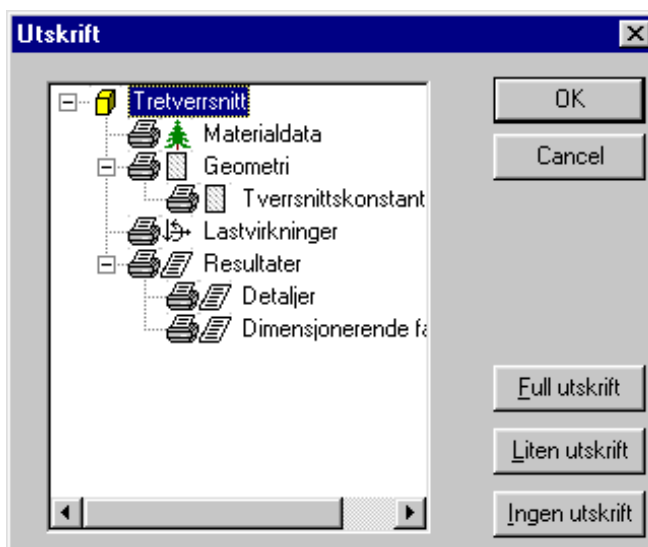 Utskrift
Tretverrsnitt
Materialdata
Geometri
Tverrsnittskonstant
Lastvirkninger
Resultater
Detaljer
Dimensjonerende fa
OK
Cancel
Full utskrift
Liten utskrift
Ingen utskrift